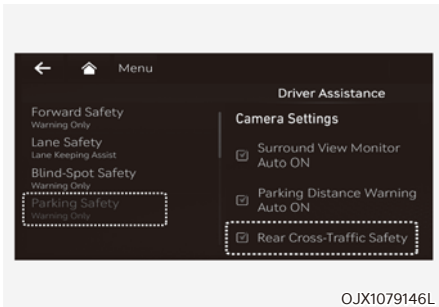 Menu
Driver Assistance
Forward Safety
Warning Only
Lane Safety
Lane Keeping Assist
Blind-Spot Safety
Warning Only
Parking Safety
Warning Only
Camera Settings
Surround View Monitor
Auto ON
Parking Distance Warning
Auto ON
Rear Cross-Traffic Safety
OJX1079146L